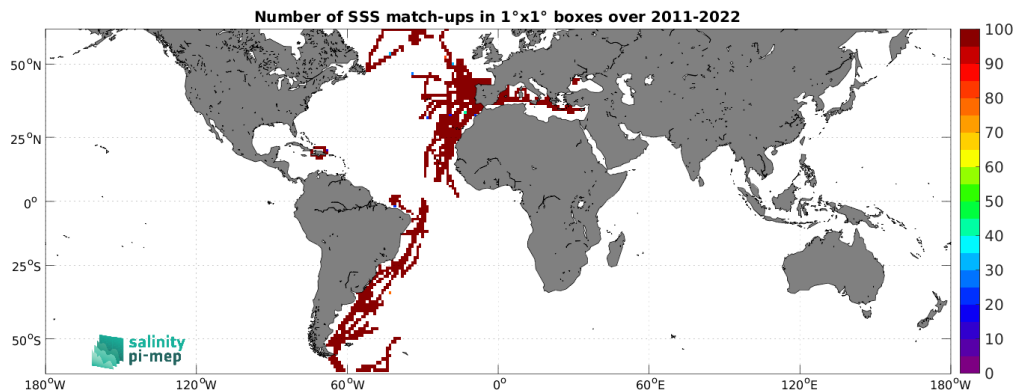 Number of SSS match-ups in 1°x1° boxes over 2011-2022
50°N
25°N
0°
25°S
50°S
180°W
120°W
60°W
0°
60°E
120°E
180°W
100
90
80
70
60
50
40
30
20
10
0
salinity
pi-mep